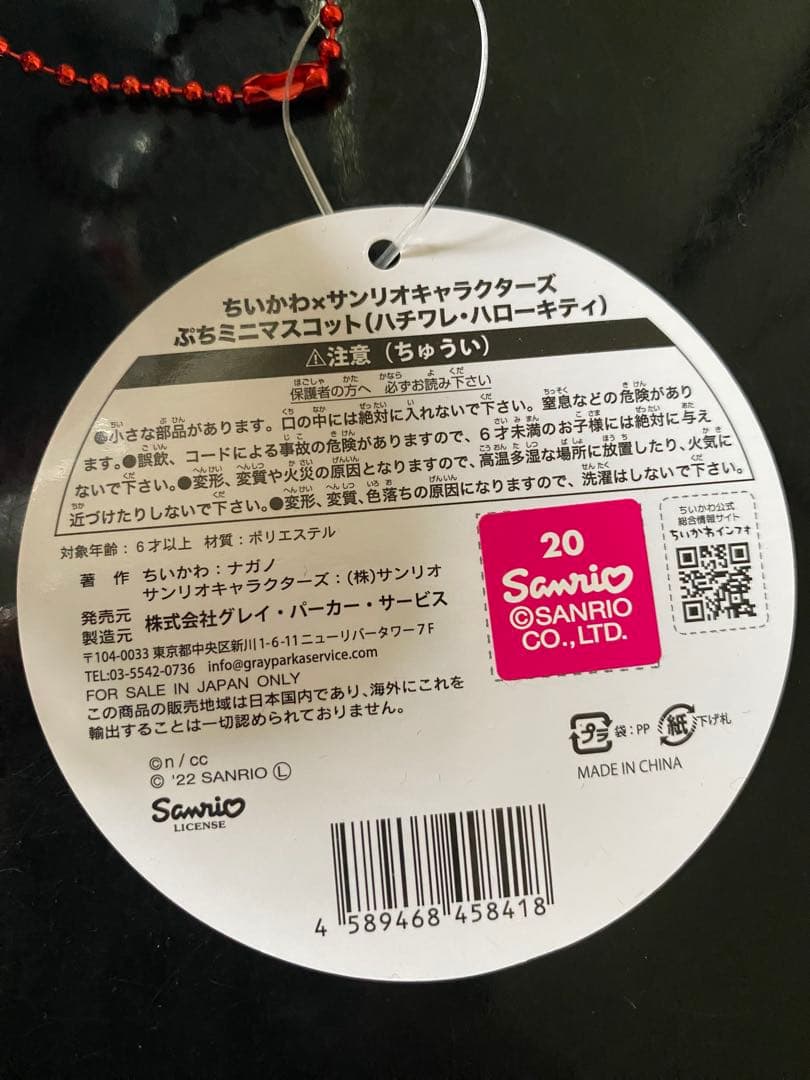 ちいかわ×サンリオキャラクターズ
ぷちミニマスコット(ハチワレ・ハローキティ)
⚠注意(ちゅうい)
保護者の方へ 必ずお読み下さい
●小さな部品があります。口の中には絶対に入れないで下さい。窒息などの危険があり
ます。●誤飲、コードによる事故の危険がありますので、6才未満のお子様には絶対に与え
ないで下さい。●変形、変質や火災の原因となりますので、高温多湿な場所に放置したり、火気に
近づけたりしないで下さい。●変形、変質、色落ちの原因になりますので、洗濯はしないで下さい。
対象年齢:6才以上 材質:ポリエステル
著 作 ちいかわ:ナガノ
サンリオキャラクターズ:(株)サンリオ
発売元
製造元 株式会社グレイ・パーカー・サービス
〒104-0033 東京都中央区新川1-6-11 ニューリバータワー7F
TEL:03-5542-0736 info@grayparkaservice.com
FOR SALE IN JAPAN ONLY
この商品の販売地域は日本国内であり、海外にこれを
輸出することは一切認められておりません。
©n / cc
© '22 SANRIO Ⓛ
Sanrio
LICENSE
20
Sanrio
©SANRIO
CO.,LTD.
ちいかわ公式
総合情報サイト
ちいかわインフォ
プラ 袋:PP 紙 下げ札
MADE IN CHINA
4 589468 458418